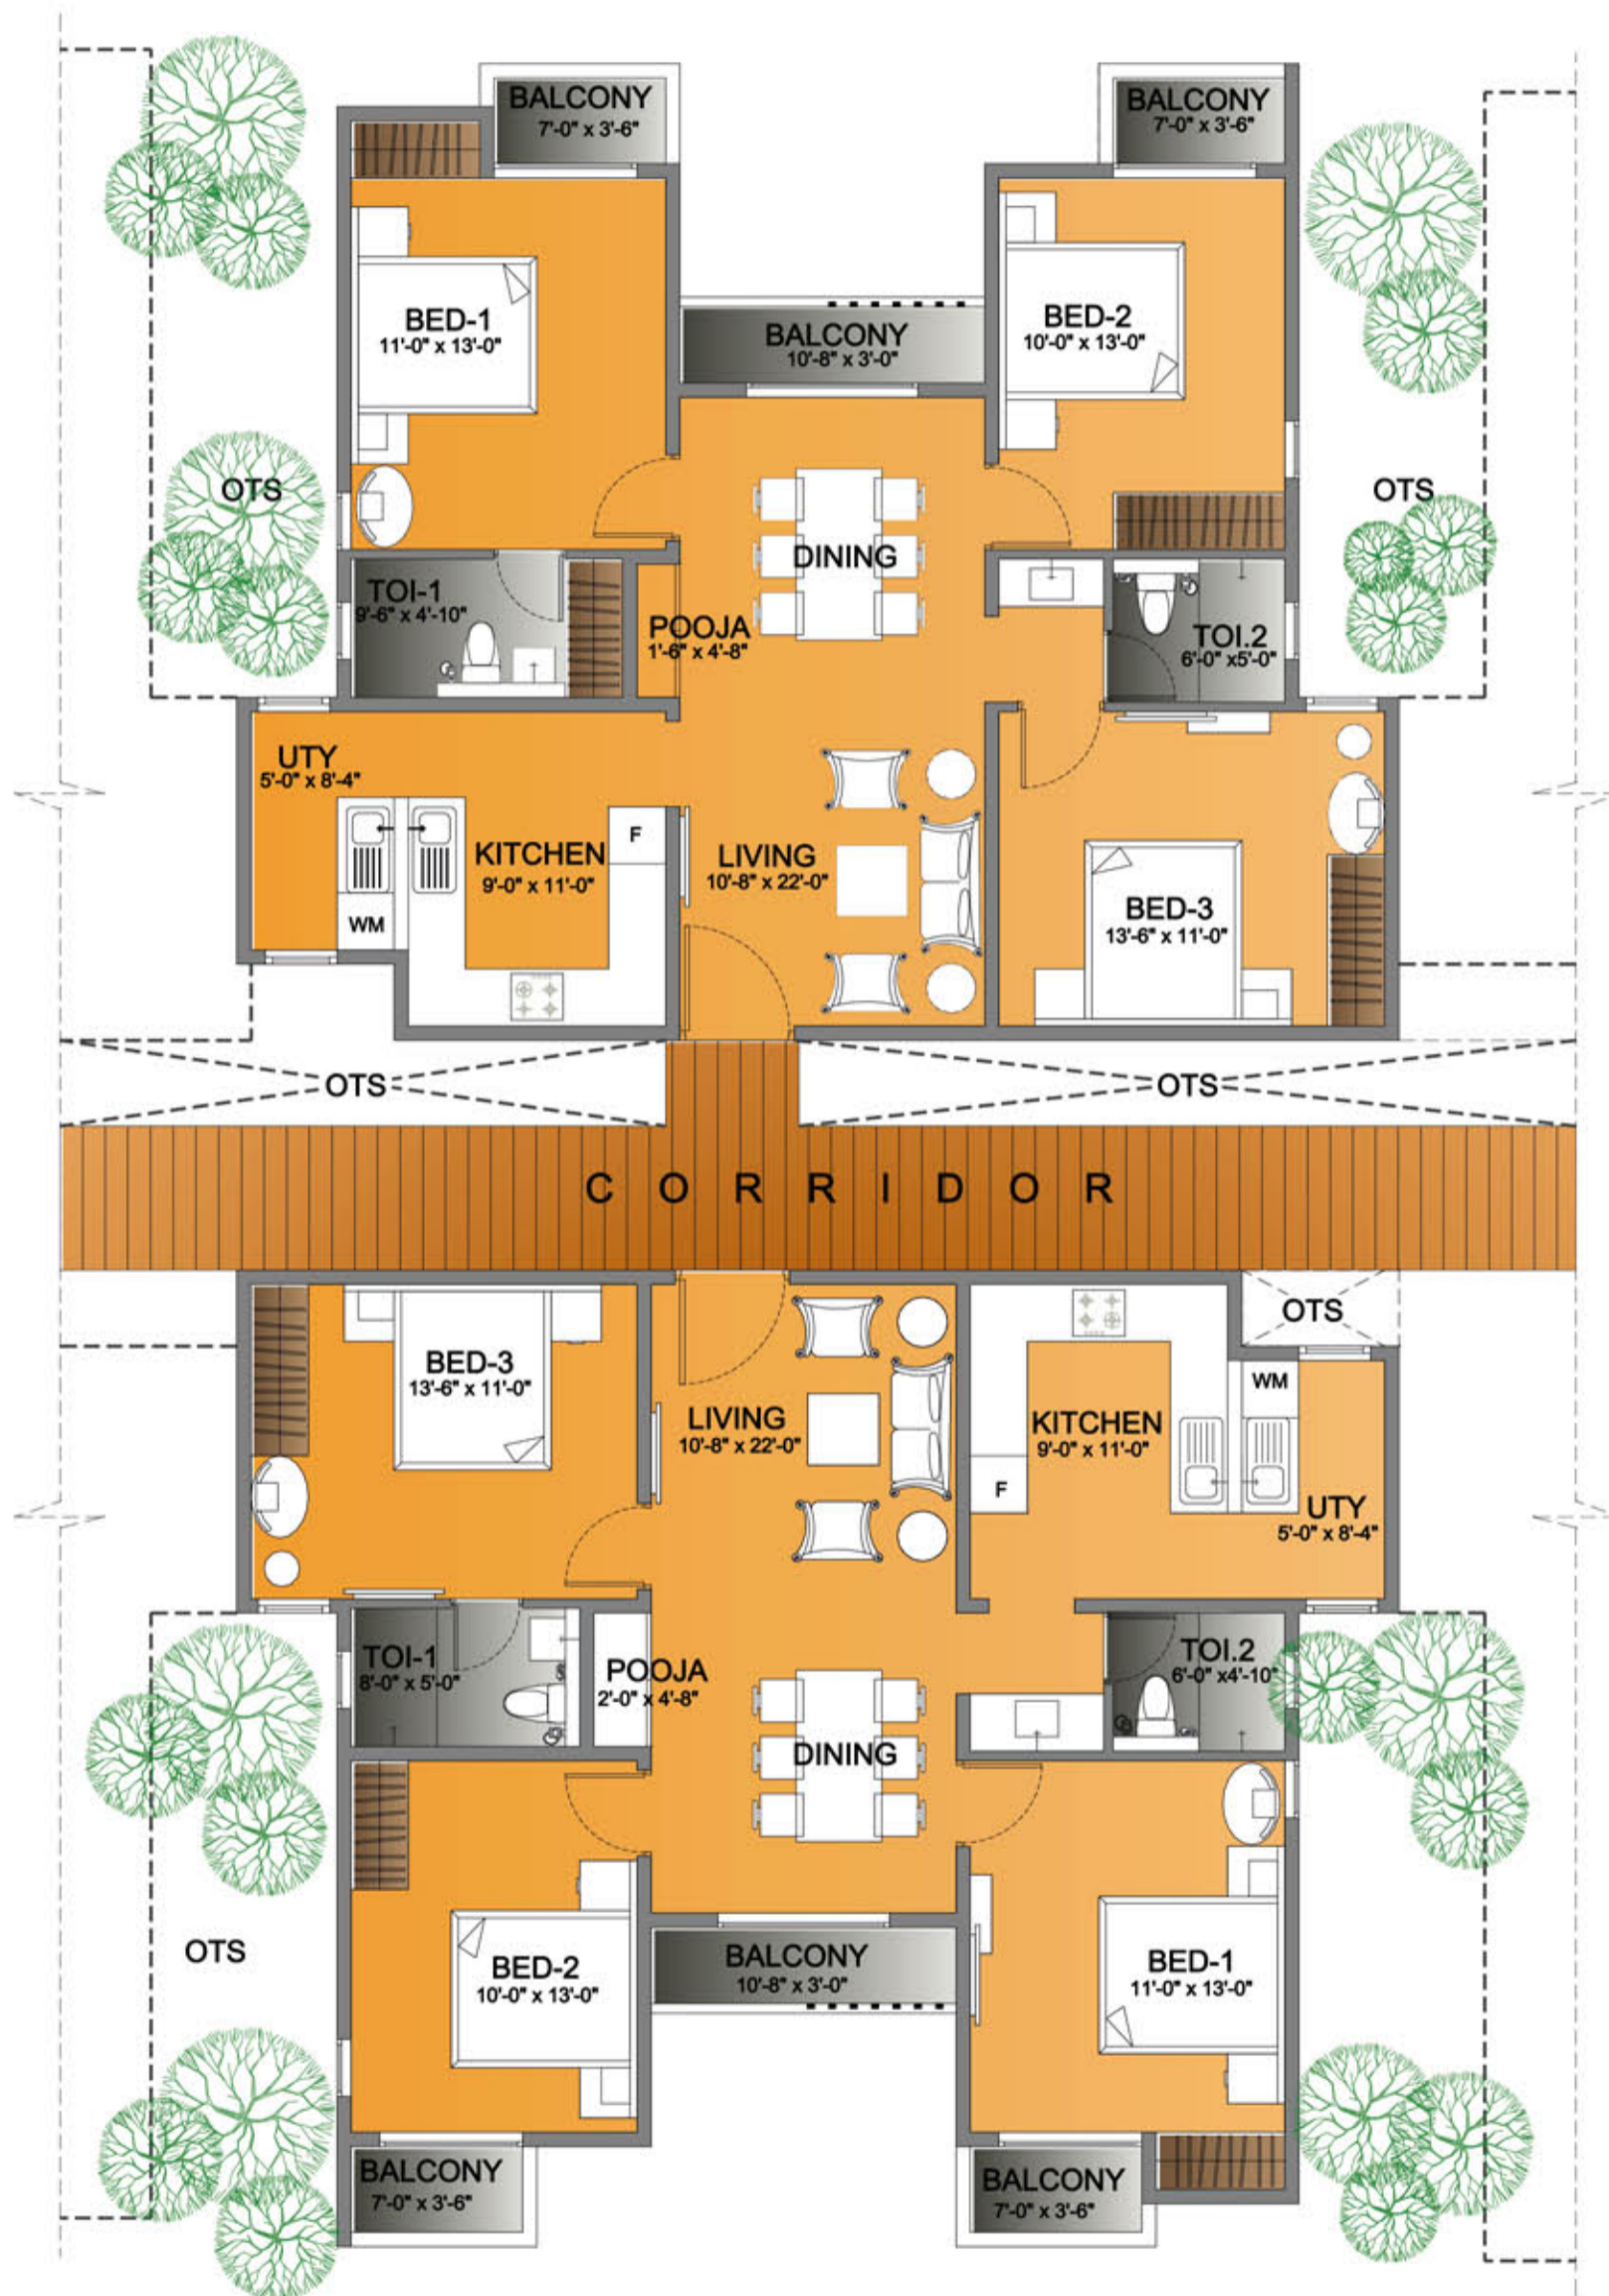 BALCONY
7'-0" x 3'-6"
BALCONY
7'-0" x 3'-6"
BED-1
11'-0" x 13'-0"
BALCONY
10'-8" x 3'-0"
BED-2
10'-0" x 13'-0"
OTS
OTS
DINING
TOI-1
9'-6" x 4'-10"
POOJA
1'-6" x 4'-8"
TOI.2
6'-0" x5'-0"
UTY
5'-0" x 8'-4"
F
KITCHEN
9'-0" x 11'-0"
LIVING
10'-8" x 22'-0"
WM
BED-3
13'-6" x 11'-0"
OTS
OTS
CORRIDOR
OTS
BED-3
13'-6" x 11'-0"
WM
LIVING
10'-8" x 22'-0"
KITCHEN
9'-0" x 11'-0"
F
UTY
5'-0" x 8'-4"
TOI-1
8'-0" x 5'-0"
POOJA
2'-0" x 4'-8"
TOI.2
6'-0" x4'-10"
DINING
OTS
BED-2
10'-0" x 13'-0"
BALCONY
10'-8" x 3'-0"
BED-1
11'-0" x 13'-0"
BALCONY
7'-0" x 3'-6"
BALCONY
7'-0" x 3'-6"